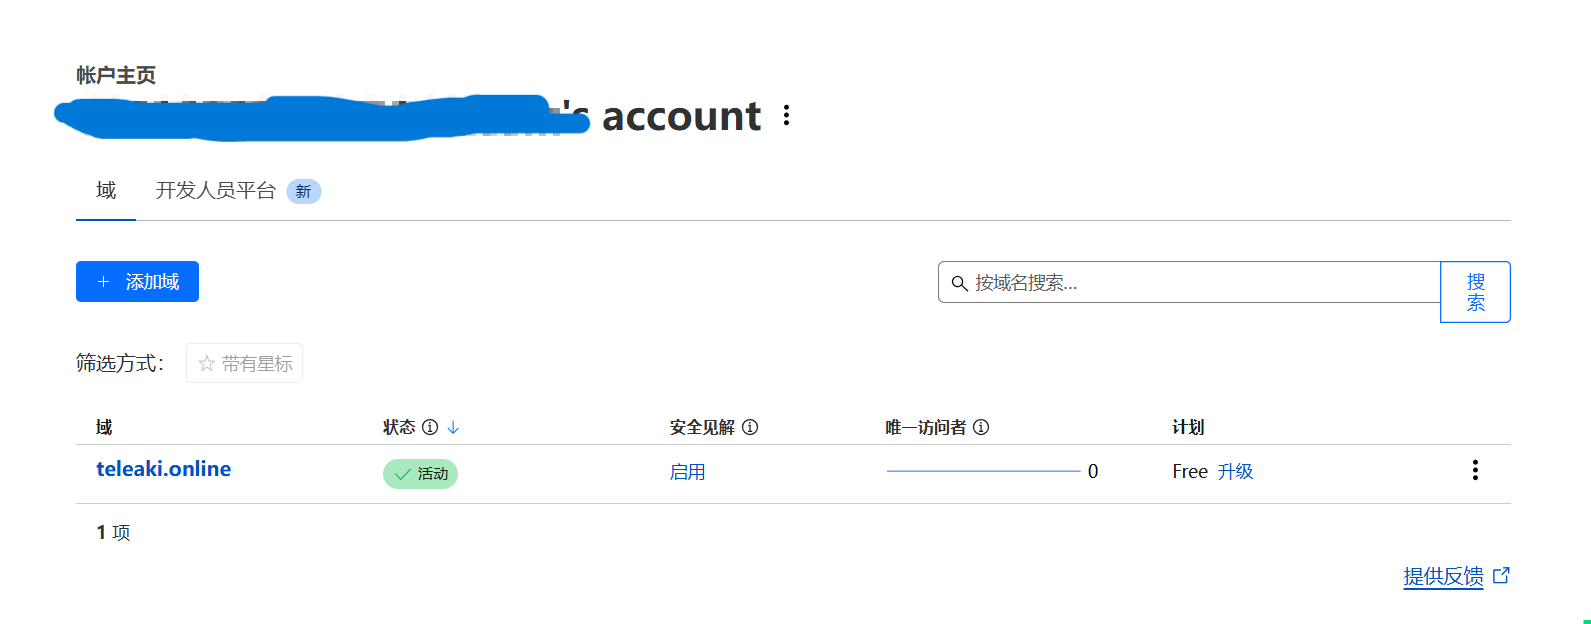 帐户主页
's account
域 开发人员平台 新
添加域 按域名搜索... 搜索
筛选方式： 带有星标
域 状态 安全见解 唯一访问者 计划
teleaki.online 活动 启用 0 Free 升级
1 项
提供反馈